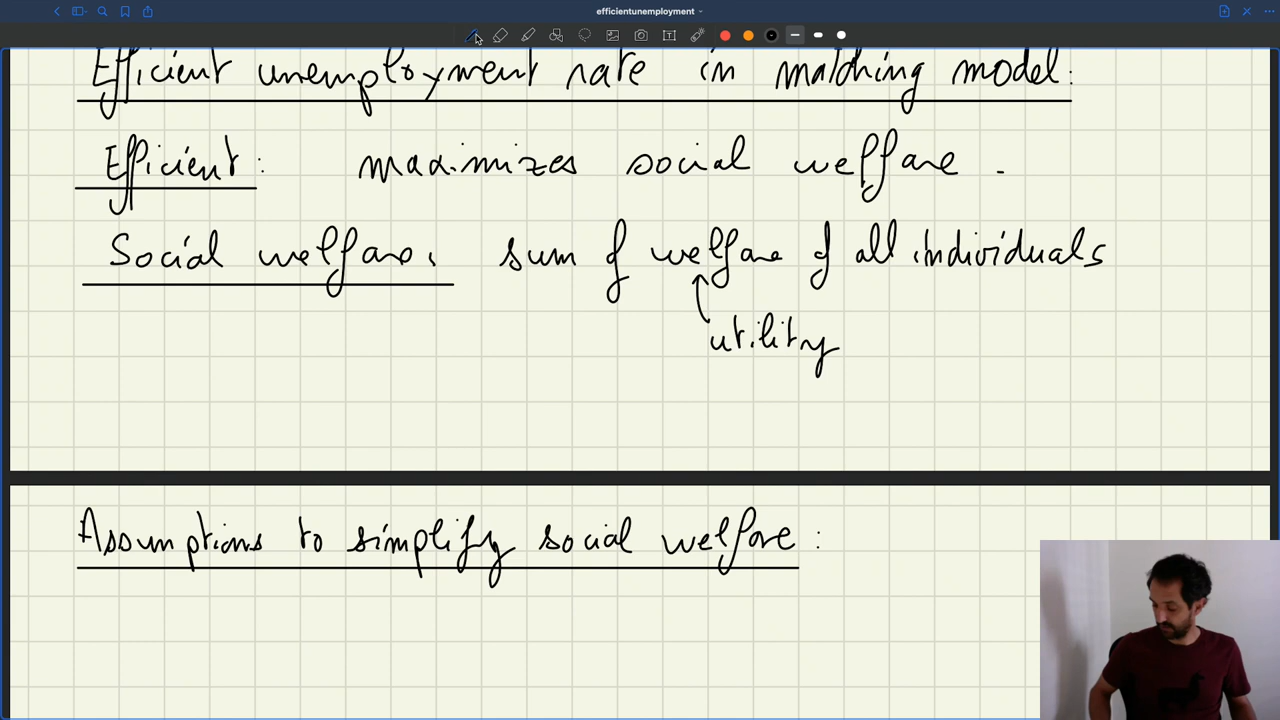 efficientunemployment
Efficient unemployment rate in matching model:
Efficient: maximizes social welfare.
Social welfare: sum of welfare of all individuals
utility
Assumptions to simplify social welfare: